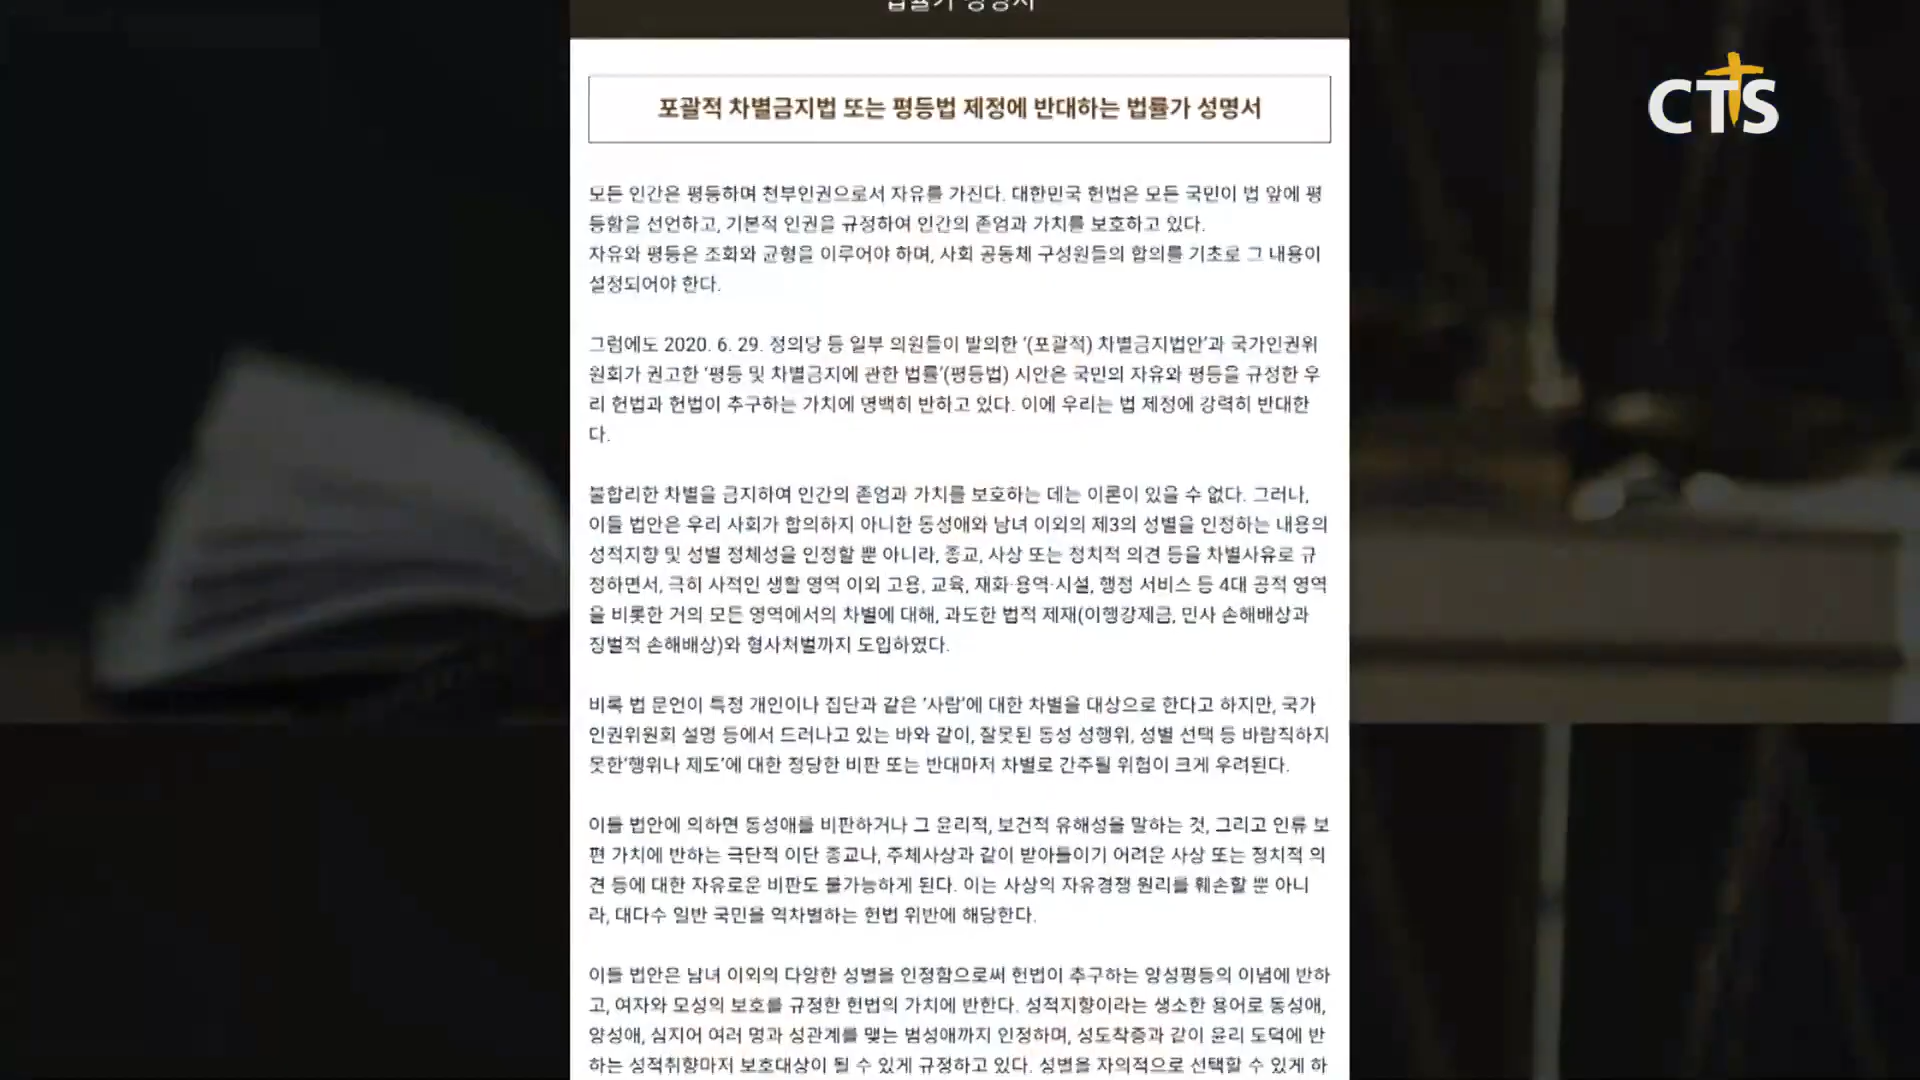 법률가 성명서
CTS
포괄적 차별금지법 또는 평등법 제정에 반대하는 법률가 성명서
모든 인간은 평등하며 천부인권으로서 자유를 가진다. 대한민국 헌법은 모든 국민이 법 앞에 평
등함을 선언하고, 기본적 인권을 규정하여 인간의 존엄과 가치를 보호하고 있다.
자유와 평등은 조화와 균형을 이루어야 하며, 사회 공동체 구성원들의 합의를 기초로 그 내용이
설정되어야 한다.
그럼에도 2020. 6. 29. 정의당 등 일부 의원들이 발의한 '(포괄적) 차별금지법안'과 국가인권위
원회가 권고한 '평등 및 차별금지에 관한 법률'(평등법) 시안은 국민의 자유와 평등을 규정한 우
리 헌법과 헌법이 추구하는 가치에 명백히 반하고 있다. 이에 우리는 법 제정에 강력히 반대한
다.
불합리한 차별을 금지하여 인간의 존엄과 가치를 보호하는 데는 이론이 있을 수 없다. 그러나,
이들 법안은 우리 사회가 합의하지 아니한 동성애와 남녀 이외의 제3의 성별을 인정하는 내용의
성적지향 및 성별 정체성을 인정할 뿐 아니라, 종교, 사상 또는 정치적 의견 등을 차별사유로 규
정하면서, 극히 사적인 생활 영역 이외 고용, 교육, 재화·용역·시설, 행정 서비스 등 4대 공적 영역
을 비롯한 거의 모든 영역에서의 차별에 대해, 과도한 법적 제재(이행강제금, 민사 손해배상과
징벌적 손해배상)와 형사처벌까지 도입하였다.
비록 법 문언이 특정 개인이나 집단과 같은 '사람'에 대한 차별을 대상으로 한다고 하지만, 국가
인권위원회 설명 등에서 드러나고 있는 바와 같이, 잘못된 동성 성행위, 성별 선택 등 바람직하지
못한'행위나 제도'에 대한 정당한 비판 또는 반대마저 차별로 간주될 위험이 크게 우려된다.
이들 법안에 의하면 동성애를 비판하거나 그 윤리적, 보건적 유해성을 말하는 것, 그리고 인류 보
편 가치에 반하는 극단적 이단 종교나, 주체사상과 같이 받아들이기 어려운 사상 또는 정치적 의
견 등에 대한 자유로운 비판도 불가능하게 된다. 이는 사상의 자유경쟁 원리를 훼손할 뿐 아니
라, 대다수 일반 국민을 역차별하는 헌법 위반에 해당한다.
이들 법안은 남녀 이외의 다양한 성별을 인정함으로써 헌법이 추구하는 양성평등의 이념에 반하
고, 여자와 모성의 보호를 규정한 헌법의 가치에 반한다. 성적지향이라는 생소한 용어로 동성애,
양성애, 심지어 여러 명과 성관계를 맺는 범성애까지 인정하며, 성도착증과 같이 윤리 도덕에 반
하는 성적취향마저 보호대상이 될 수 있게 규정하고 있다. 성별을 자의적으로 선택할 수 있게 하